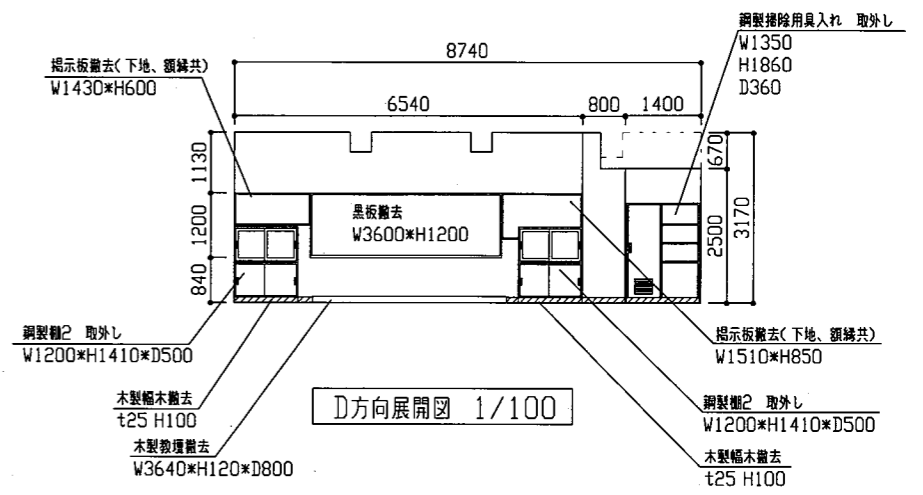 鋼製掃除用具入れ 取外し
W1350
H1860
D360
掲示板撤去(下地、額縁共)
W1430*H600
8740
6540
800
1400
1130
1200
840
670
2500
3170
黒板撤去
W3600*H1200
鋼製棚2 取外し
W1200*H1410*D500
木製幅木撤去
t25 H100
木製教壇撤去
W3640*H120*D800
D方向展開図 1/100
掲示板撤去(下地、額縁共)
W1510*H850
鋼製棚2 取外し
W1200*H1410*D500
木製幅木撤去
t25 H100